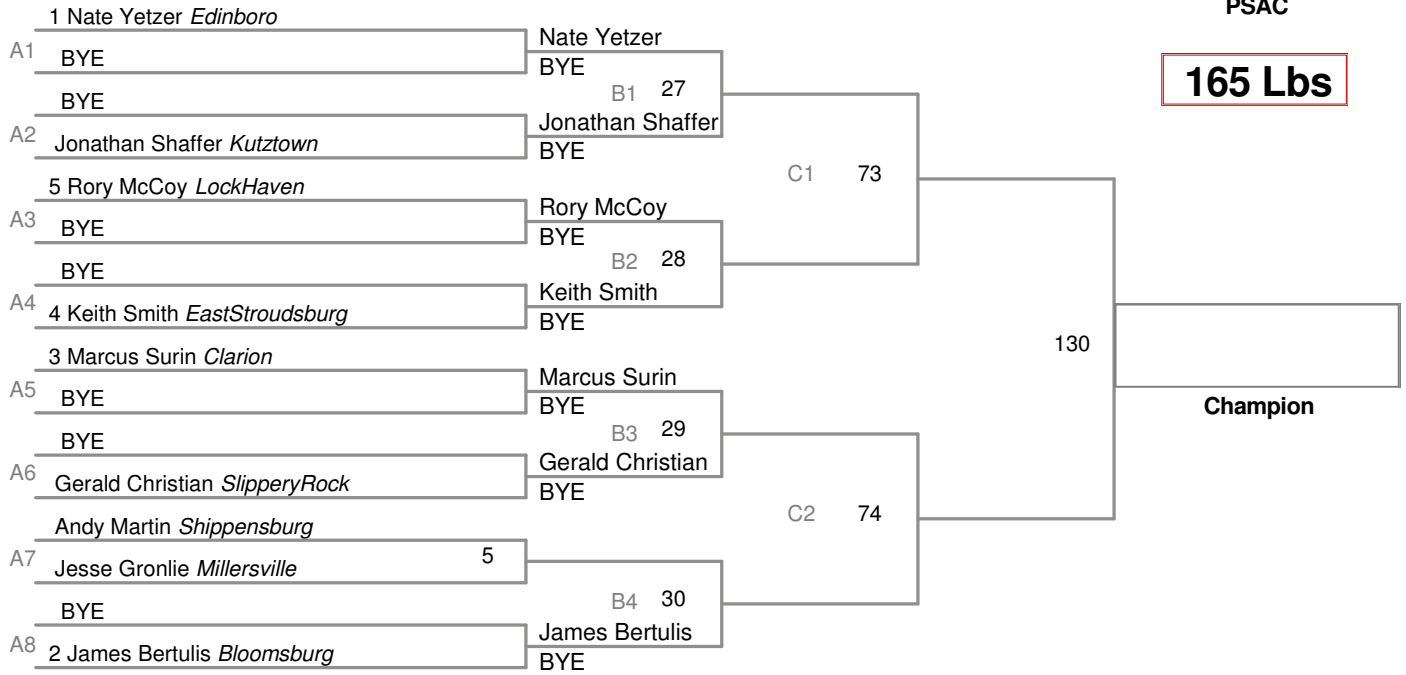 PSAC
165 Lbs
1 Nate Yetzer Edinboro
A1
BYE
Nate Yetzer
BYE
B1 27
BYE
A2
Jonathan Shaffer Kutztown
Jonathan Shaffer
BYE
C1 73
5 Rory McCoy LockHaven
A3
BYE
Rory McCoy
BYE
B2 28
BYE
A4
4 Keith Smith EastStroudsburg
Keith Smith
BYE
130
Champion
3 Marcus Surin Clarion
A5
BYE
Marcus Surin
BYE
B3 29
BYE
A6
Gerald Christian SlipperyRock
Gerald Christian
BYE
C2 74
Andy Martin Shippensburg
A7
5
Jesse Gronlie Millersville
B4 30
BYE
A8
2 James Bertulis Bloomsburg
James Bertulis
BYE